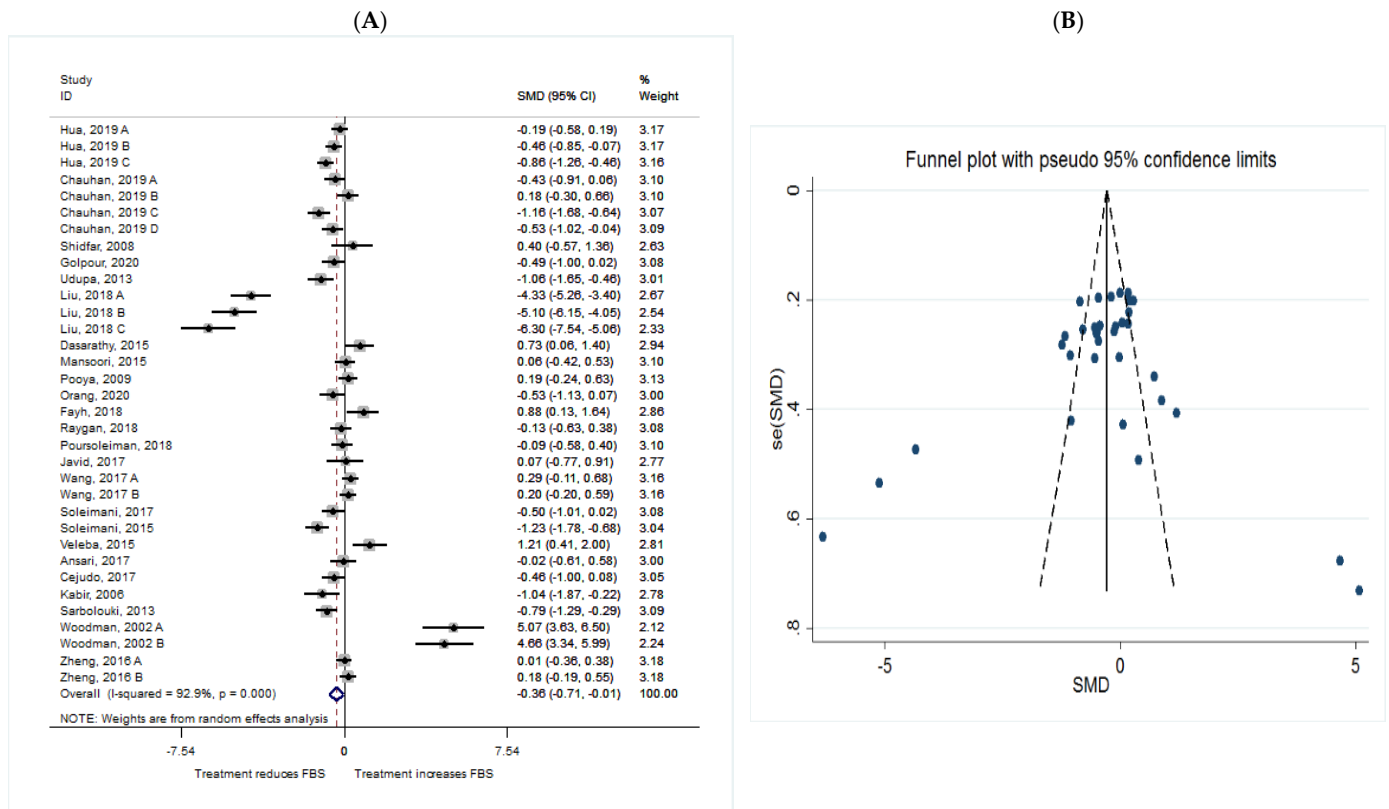 (A)
Study % 
ID SMD (95% CI) Weight
Hua, 2019 A -0.19 (-0.58, 0.19) 3.17
Hua, 2019 B -0.46 (-0.85, -0.07) 3.17
Hua, 2019 C -0.86 (-1.26, -0.46) 3.16
Chauhan, 2019 A -0.43 (-0.91, 0.06) 3.10
Chauhan, 2019 B 0.18 (-0.30, 0.66) 3.10
Chauhan, 2019 C -1.16 (-1.68, -0.64) 3.07
Chauhan, 2019 D -0.53 (-1.02, -0.04) 3.09
Shidfar, 2008 0.40 (-0.57, 1.36) 2.63
Golpour, 2020 -0.49 (-1.00, 0.02) 3.08
Udupa, 2013 -1.06 (-1.65, -0.46) 3.01
Liu, 2018 A -4.33 (-5.26, -3.40) 2.67
Liu, 2018 B -5.10 (-6.15, -4.05) 2.54
Liu, 2018 C -6.30 (-7.54, -5.06) 2.33
Dasarathy, 2015 0.73 (0.06, 1.40) 2.94
Mansoori, 2015 0.06 (-0.42, 0.53) 3.10
Pooya, 2009 0.19 (-0.24, 0.63) 3.13
Orang, 2020 -0.53 (-1.13, 0.07) 3.00
Fayh, 2018 0.88 (0.13, 1.64) 2.86
Raygan, 2018 -0.13 (-0.63, 0.38) 3.08
Poursoleiman, 2018 -0.09 (-0.58, 0.40) 3.10
Javid, 2017 0.07 (-0.77, 0.91) 2.77
Wang, 2017 A 0.29 (-0.11, 0.68) 3.16
Wang, 2017 B 0.20 (-0.20, 0.59) 3.16
Soleimani, 2017 -0.50 (-1.01, 0.02) 3.08
Soleimani, 2015 -1.23 (-1.78, -0.68) 3.04
Veleba, 2015 1.21 (0.41, 2.00) 2.81
Ansari, 2017 -0.02 (-0.61, 0.58) 3.00
Cejudo, 2017 -0.46 (-1.00, 0.08) 3.05
Kabir, 2006 -1.04 (-1.87, -0.22) 2.78
Sarbolouki, 2013 -0.79 (-1.29, -0.29) 3.09
Woodman, 2002 A 5.07 (3.63, 6.50) 2.12
Woodman, 2002 B 4.66 (3.34, 5.99) 2.24
Zheng, 2016 A 0.01 (-0.36, 0.38) 3.18
Zheng, 2016 B 0.18 (-0.19, 0.55) 3.18
Overall (I-squared = 92.9%, p = 0.000) -0.36 (-0.71, -0.01) 100.00
NOTE: Weights are from random effects analysis
-7.54 0 7.54
Treatment reduces FBS Treatment increases FBS
(B)
Funnel plot with pseudo 95% confidence limits
0
.2
.4
.6
.8
se(SMD)
-5 0 5
SMD